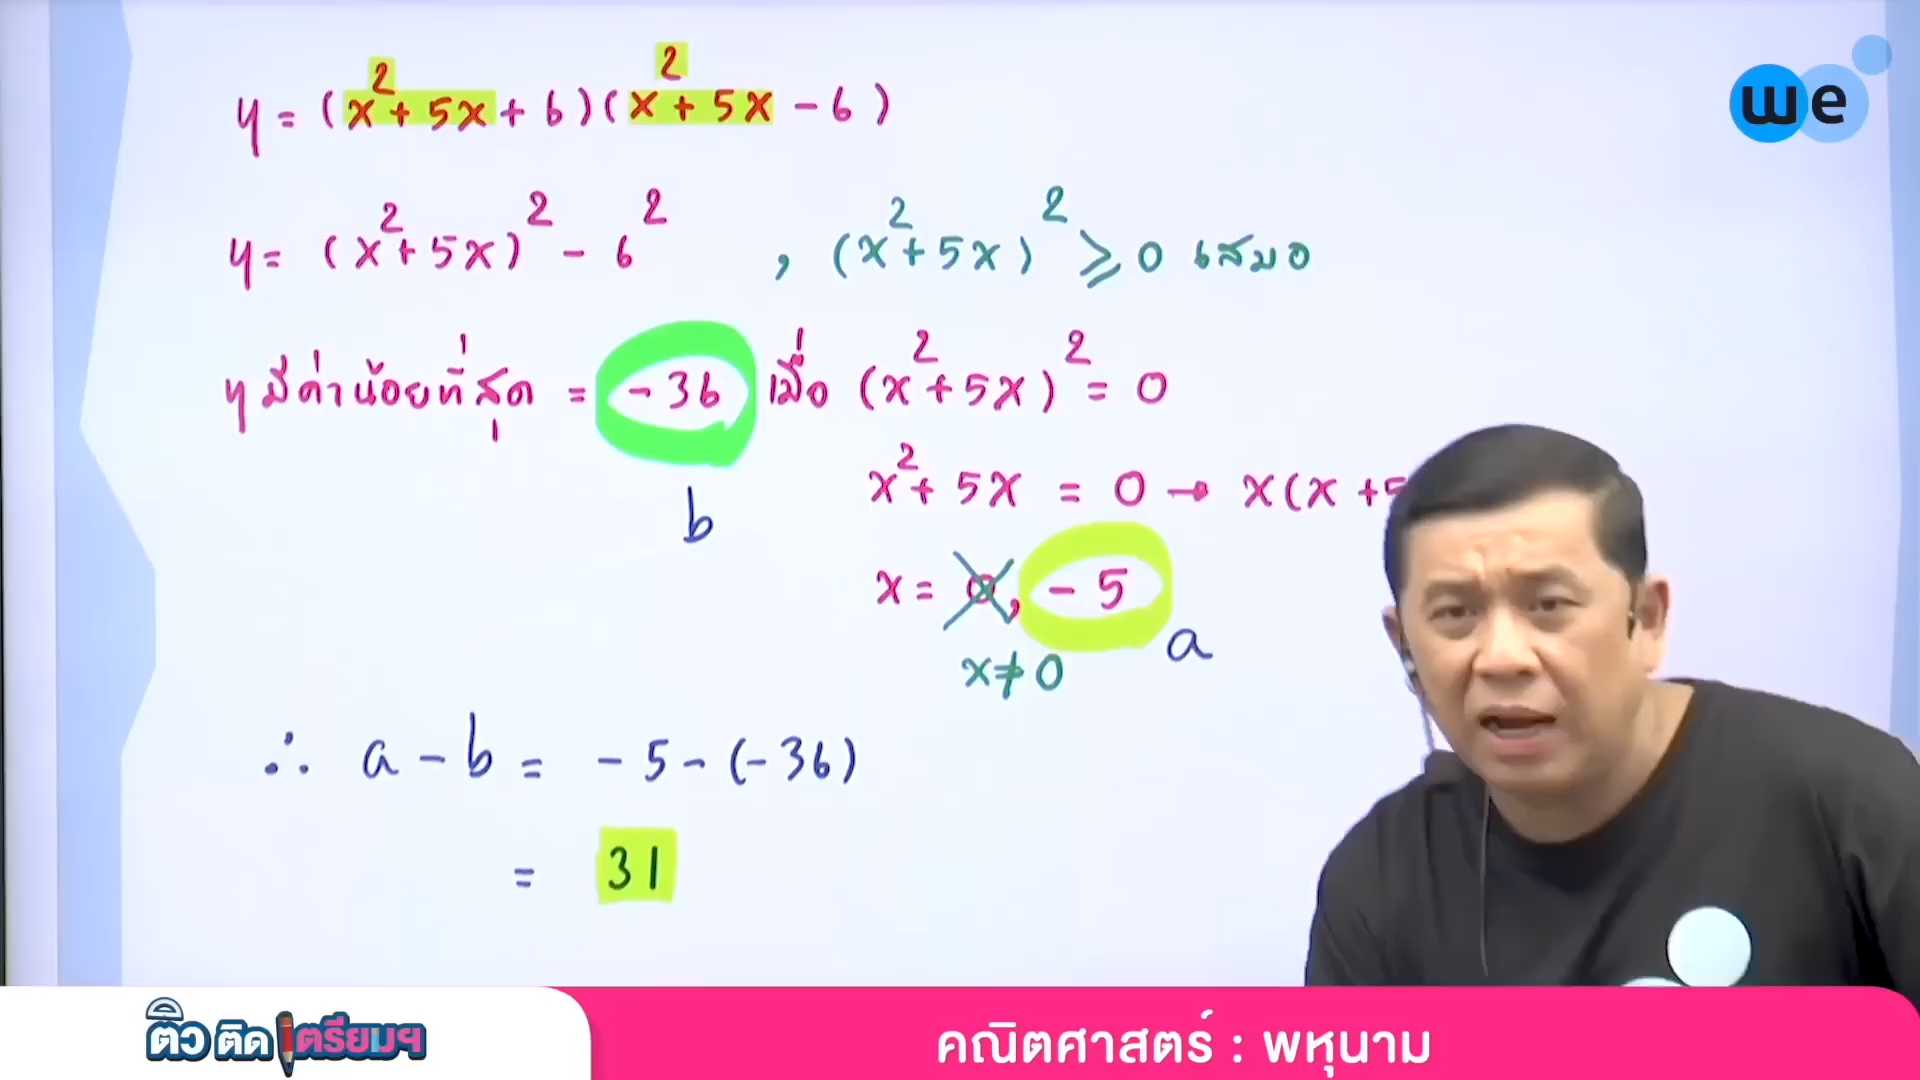 we
y = (x²+5x+6)(x²+5x-6)
y = (x²+5x)² - 6² , (x²+5x)² ≥ 0 เสมอ
y มีค่าน้อยที่สุด = -36 เมื่อ (x²+5x)² = 0
b
x²+5x = 0 → x(x+5
x = 0, -5
a
x≠0
∴ a-b = -5-(-36)
= 31
ติว ติด เตรียมฯ
คณิตศาสตร์ : พหุนาม